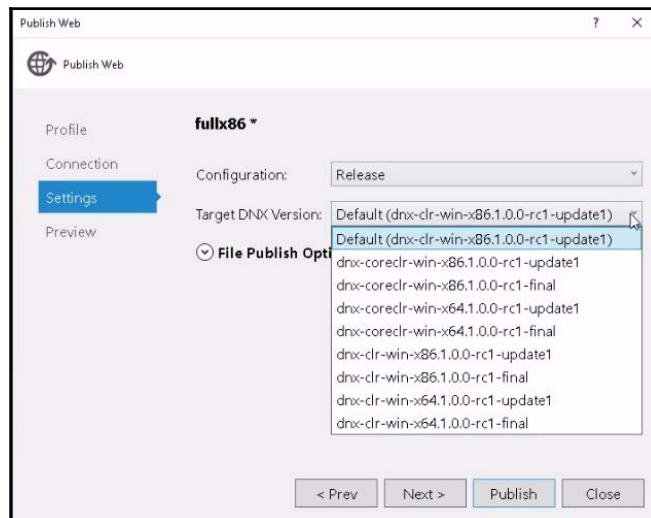 Publish Web
? ×
Publish Web
Profile
Connection
Settings
Preview
fullx86 *
Configuration: Release
Target DNX Version: Default (dnx-clr-win-x86.1.0.0-rc1-update1)
Default (dnx-clr-win-x86.1.0.0-rc1-update1)
dnx-coreclr-win-x86.1.0.0-rc1-update1
dnx-coreclr-win-x86.1.0.0-rc1-final
dnx-coreclr-win-x64.1.0.0-rc1-update1
dnx-coreclr-win-x64.1.0.0-rc1-final
dnx-clr-win-x86.1.0.0-rc1-update1
dnx-clr-win-x86.1.0.0-rc1-final
dnx-clr-win-x64.1.0.0-rc1-update1
dnx-clr-win-x64.1.0.0-rc1-final
File Publish Opti
< Prev Next > Publish Close